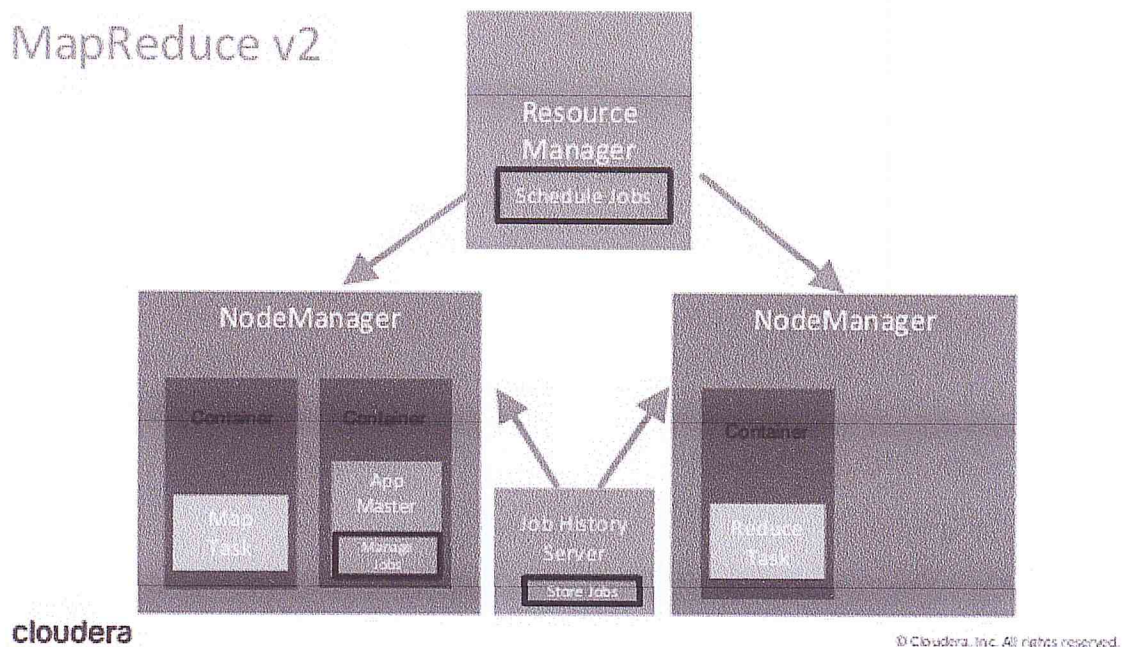 MapReduce v2
Resource
Manager
Schedule Jobs
NodeManager
Container
Map
Task
Container
App
Master
Manage
Jobs
Job History
Server
Store Jobs
NodeManager
Container
Reduce
Task
cloudera
© Cloudera, Inc. All rights reserved.